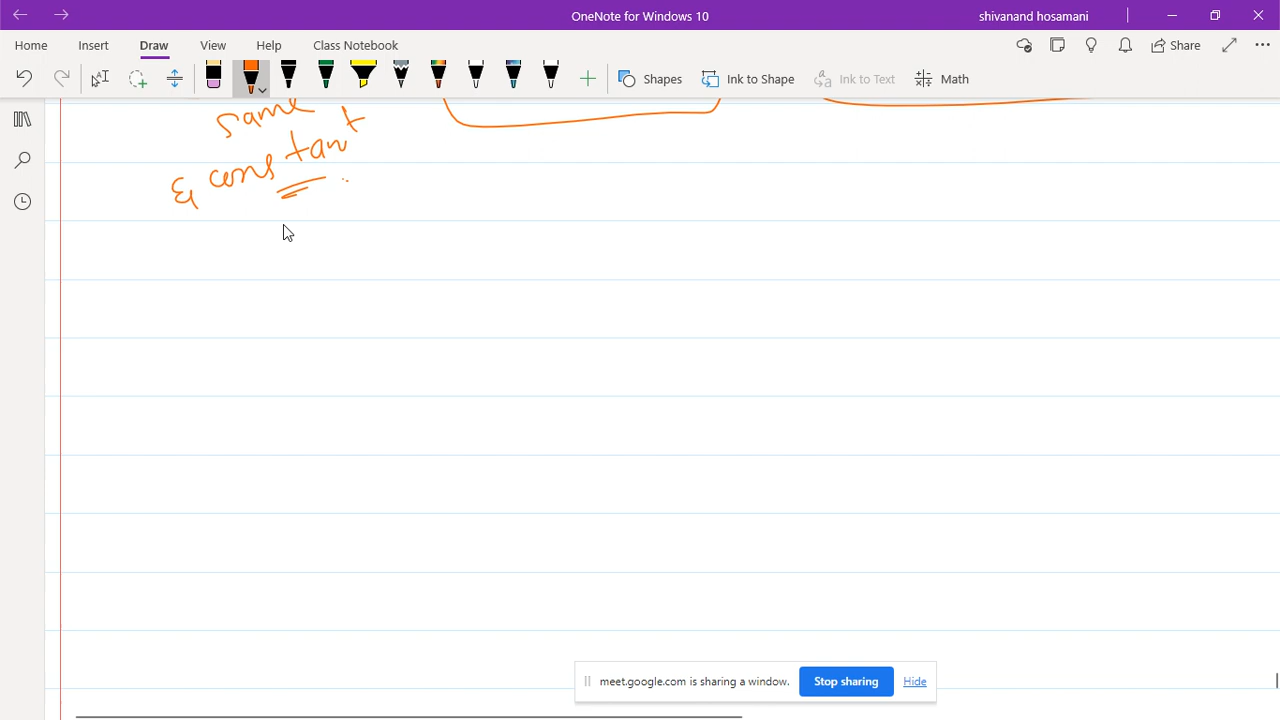 OneNote for Windows 10
shivanand hosamani
Home Insert Draw View Help Class Notebook
Share
Shapes Ink to Shape Ink to Text Math
same
& constant
meet.google.com is sharing a window. Stop sharing Hide